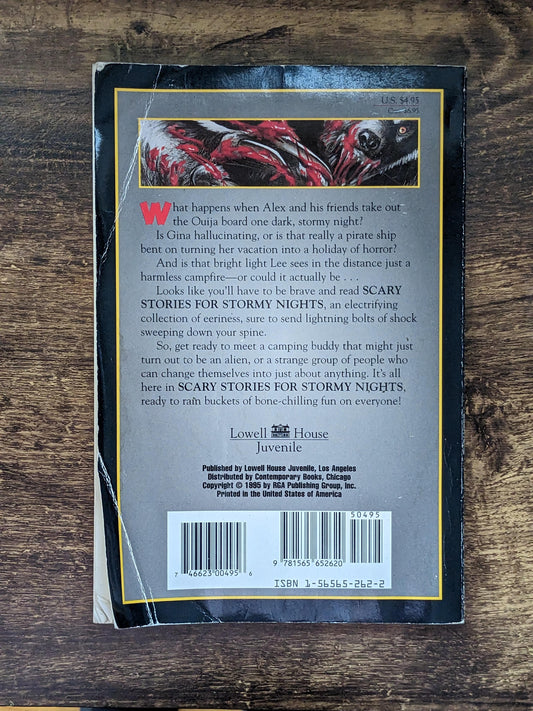 U.S. $4.95
What happens when Alex and his friends take out
the Ouija board one dark, stormy night?
Is Gina hallucinating, or is that really a pirate ship
bent on turning her vacation into a holiday of horror?
And is that bright light Lee sees in the distance just a
harmless campfire—or could it actually be . . .
Looks like you'll have to be brave and read SCARY
STORIES FOR STORMY NIGHTS, an electrifying
collection of eeriness, sure to send lightning bolts of shock
sweeping down your spine.
So, get ready to meet a camping buddy that might just
turn out to be an alien, or a strange group of people who
can change themselves into just about anything. It's all
here in SCARY STORIES FOR STORMY NIGHTS,
ready to rain buckets of bone-chilling fun on everyone!
Lowell House
Juvenile
Published by Lowell House Juvenile, Los Angeles
Distributed by Contemporary Books, Chicago
Copyright © 1995 by RGA Publishing Group, Inc.
Printed in the United States of America
50495
7 46623 00495 6
9 781565 652620
ISBN 1-56565-262-2